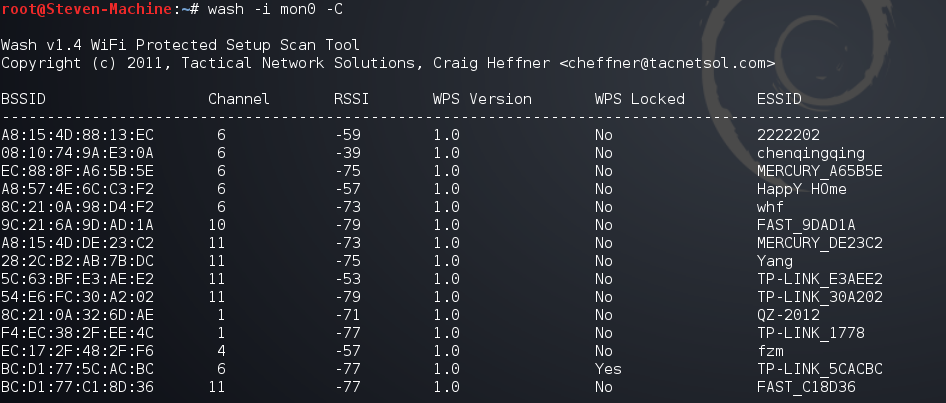 root@Steven-Machine:~# wash -i mon0 -C
Wash v1.4 WiFi Protected Setup Scan Tool
Copyright (c) 2011, Tactical Network Solutions, Craig Heffner <cheffner@tacnetsol.com>
BSSID Channel RSSI WPS Version WPS Locked ESSID
---------------------------------------------------------------------------------------------------------------
A8:15:4D:88:13:EC 6 -59 1.0 No 2222202
08:10:74:9A:E3:0A 6 -39 1.0 No chenqingqing
EC:88:8F:A6:5B:5E 6 -75 1.0 No MERCURY_A65B5E
A8:57:4E:6C:C3:F2 6 -57 1.0 No HappY HOme
8C:21:0A:98:D4:F2 6 -73 1.0 No whf
9C:21:6A:9D:AD:1A 10 -79 1.0 No FAST_9DAD1A
A8:15:4D:DE:23:C2 11 -73 1.0 No MERCURY_DE23C2
28:2C:B2:AB:7B:DC 11 -75 1.0 No Yang
5C:63:BF:E3:AE:E2 11 -53 1.0 No TP-LINK_E3AEE2
54:E6:FC:30:A2:02 11 -79 1.0 No TP-LINK_30A202
8C:21:0A:32:6D:AE 1 -71 1.0 No QZ-2012
F4:EC:38:2F:EE:4C 1 -77 1.0 No TP-LINK_1778
EC:17:2F:48:2F:F6 4 -57 1.0 No fzm
BC:D1:77:5C:AC:BC 6 -77 1.0 Yes TP-LINK_5CACBC
BC:D1:77:C1:8D:36 11 -77 1.0 No FAST_C18D36